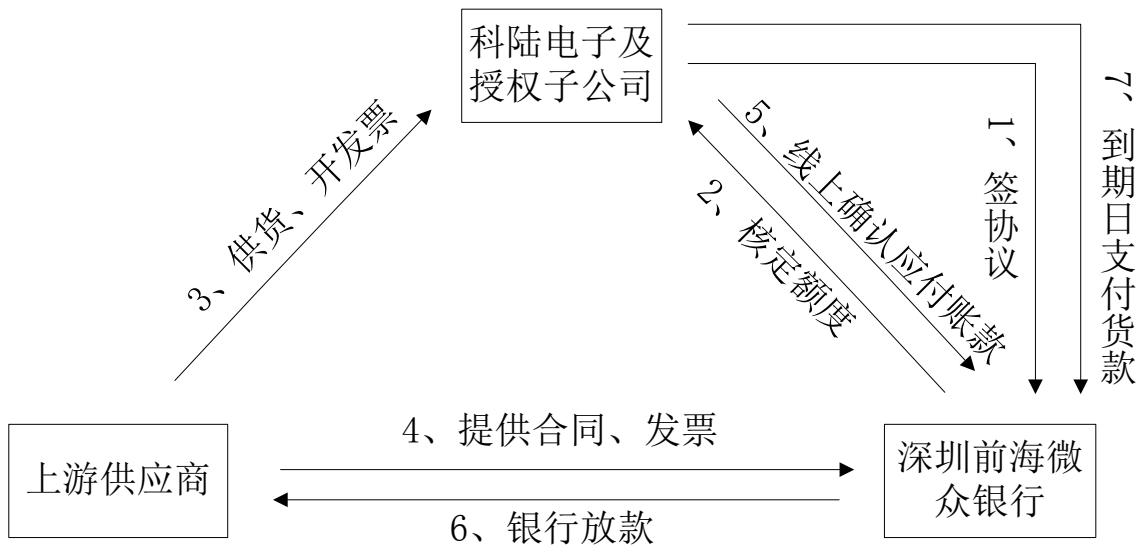 科陆电子及
授权子公司
3、供货、开发票
5、线上确认应付账款
2、核定额度
1、签协议
7、到期日支付货款
上游供应商
4、提供合同、发票
6、银行放款
深圳前海微
众银行